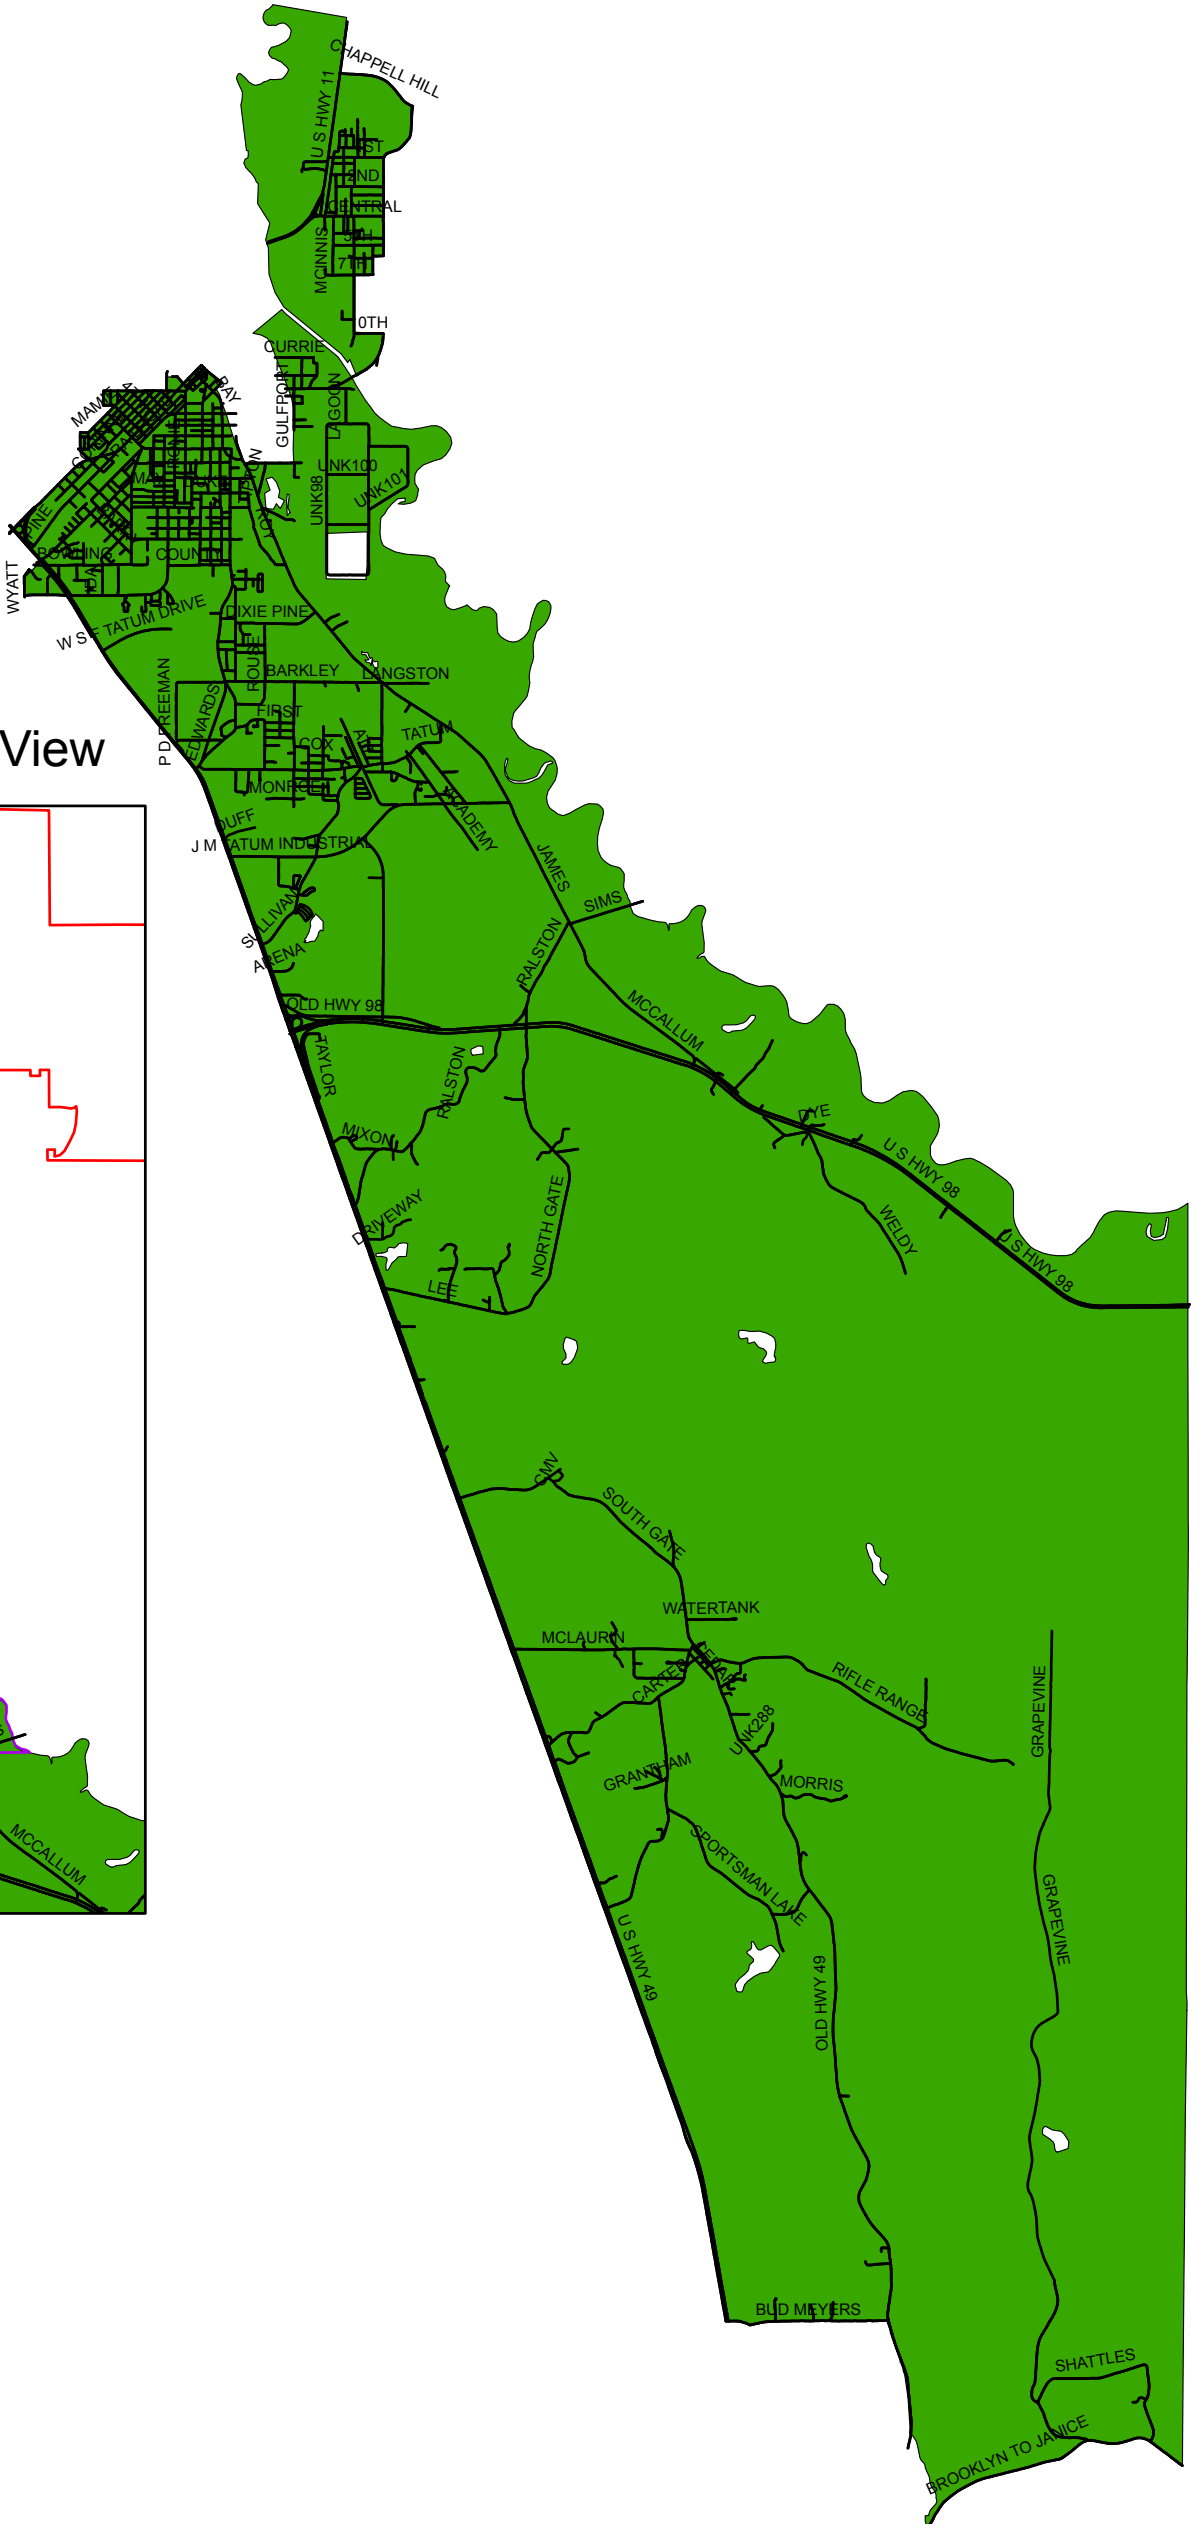 CHAPPELL HILL
U S HWY 11
1ST
2ND
CENTRAL
5TH
MCINNIS
7TH
0TH
CURRIE
GULFPORT
LAGOON
BAY
UNK100
UNK101
UNK98
PINE
BOWLING
COUNTY
WYATT
W S F TATUM DRIVE
DIXIE PINE
ROUSE
BARKLEY
LANGSTON
P D FREEMAN
EDWARDS
FIRST
COX
TATUM
View
MONROE
ACADEMY
DUFF
J M TATUM INDUSTRIAL
JAMES
SULLIVAN
SIMS
ARENA
RALSTON
OLD HWY 98
MCCALLUM
TAYLOR
RALSTON
MIXON
DYE
U S HWY 98
DRIVEWAY
NORTH GATE
WELDY
U S HWY 98
LEE
CMV
SOUTH GATE
WATERTANK
MCLAURIN
CEDAR
CARTER
RIFLE RANGE
GRAPEVINE
UNK288
GRANTHAM
MORRIS
SPORTSMAN LAKE
MCCALLUM
GRAPEVINE
U S HWY 49
OLD HWY 49
BUD MEYERS
SHATTLES
BROOKLYN TO JANICE